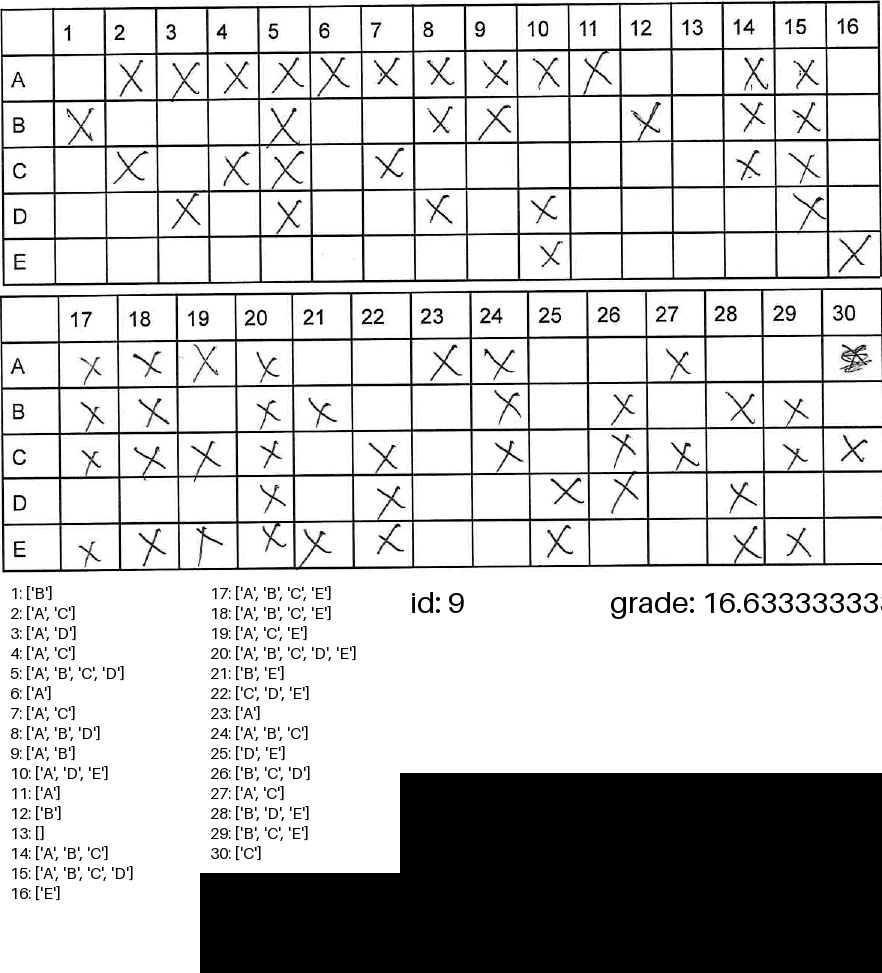 1 2 3 4 5 6 7 8 9 10 11 12 13 14 15 16
A X X X X X X X X X X X X
B X X X X X X X
C X X X X X X
D X X X X X
E X X
17 18 19 20 21 22 23 24 25 26 27 28 29 30
A X X X X X X X
B X X X X X X X X
C X X X X X X X X X X
D X X X X X
E X X X X X X X X X
1: ['B']
2: ['A', 'C']
3: ['A', 'D']
4: ['A', 'C']
5: ['A', 'B', 'C', 'D']
6: ['A']
7: ['A', 'C']
8: ['A', 'B', 'D']
9: ['A', 'B']
10: ['A', 'D', 'E']
11: ['A']
12: ['B']
13: []
14: ['A', 'B', 'C']
15: ['A', 'B', 'C', 'D']
16: ['E']
17: ['A', 'B', 'C', 'E']
18: ['A', 'B', 'C', 'E']
19: ['A', 'C', 'E']
20: ['A', 'B', 'C', 'D', 'E']
21: ['B', 'E']
22: ['C', 'D', 'E']
23: ['A']
24: ['A', 'B', 'C']
25: ['D', 'E']
26: ['B', 'C', 'D']
27: ['A', 'C']
28: ['B', 'D', 'E']
29: ['B', 'C', 'E']
30: ['C']
id: 9
grade: 16.633333333